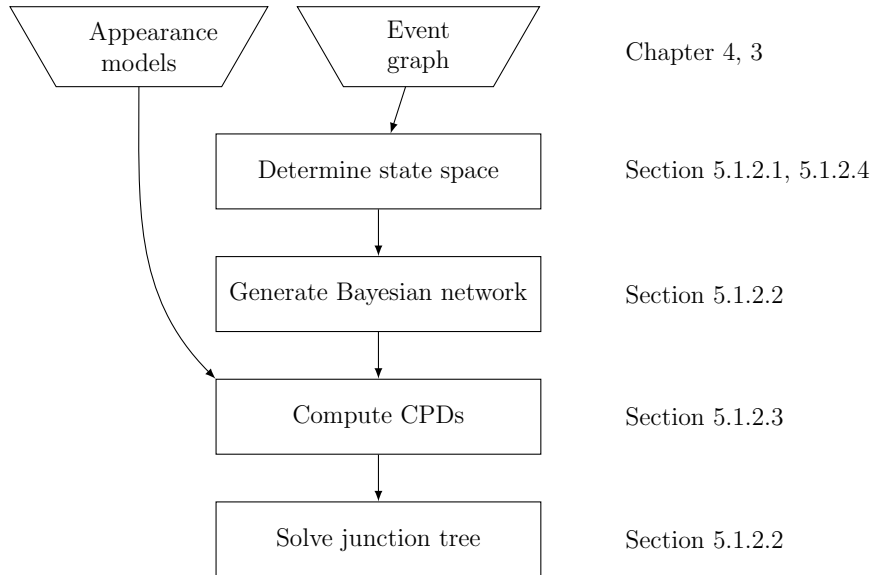 Appearance
models
Event
graph
Chapter 4, 3
Determine state space
Section 5.1.2.1, 5.1.2.4
Generate Bayesian network
Section 5.1.2.2
Compute CPDs
Section 5.1.2.3
Solve junction tree
Section 5.1.2.2